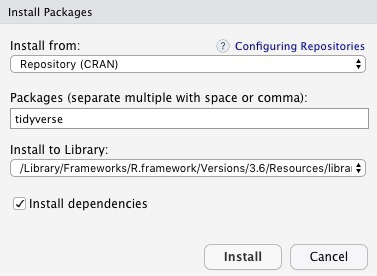 Install Packages
Install from:
? Configuring Repositories
Repository (CRAN)
Packages (separate multiple with space or comma):
tidyverse
Install to Library:
/Library/Frameworks/R.framework/Versions/3.6/Resources/librar
Install dependencies
Install
Cancel